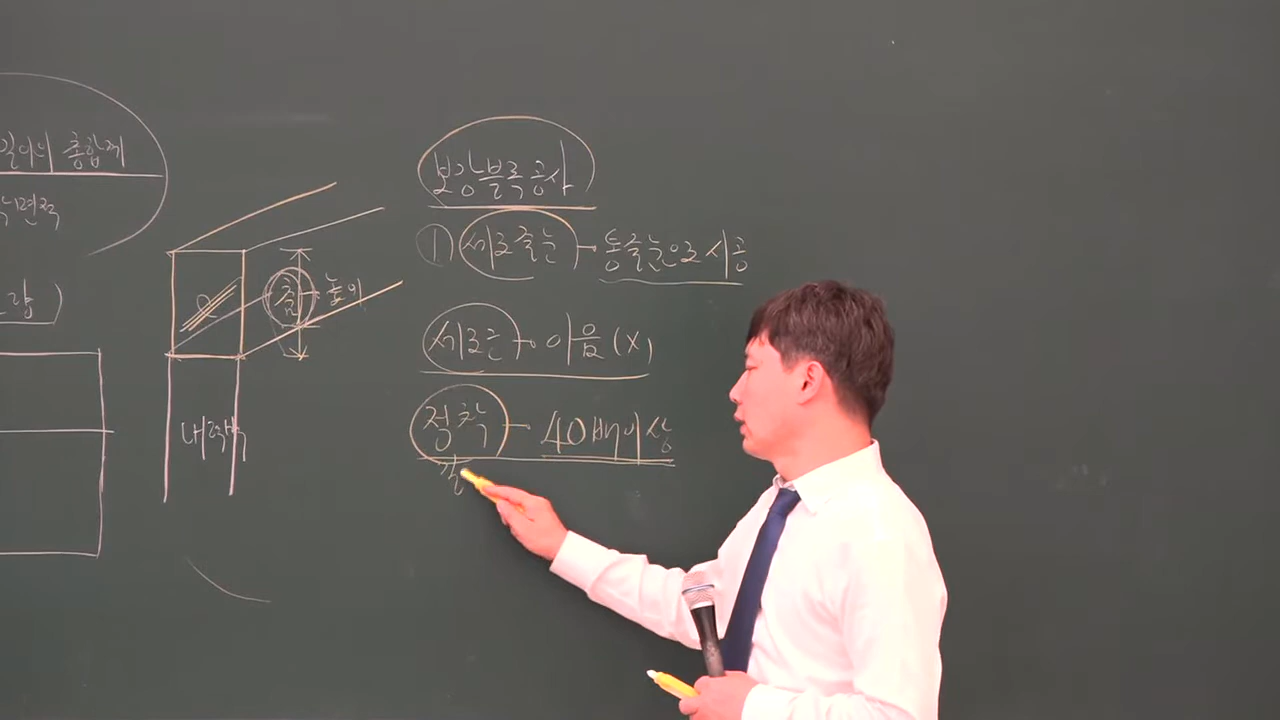 종합계
보강블록공사
① 세로줄눈 → 통줄눈으로 시공
춤 → 높이
세로근 → 이음(X)
정착 → 40배 이상
내력벽